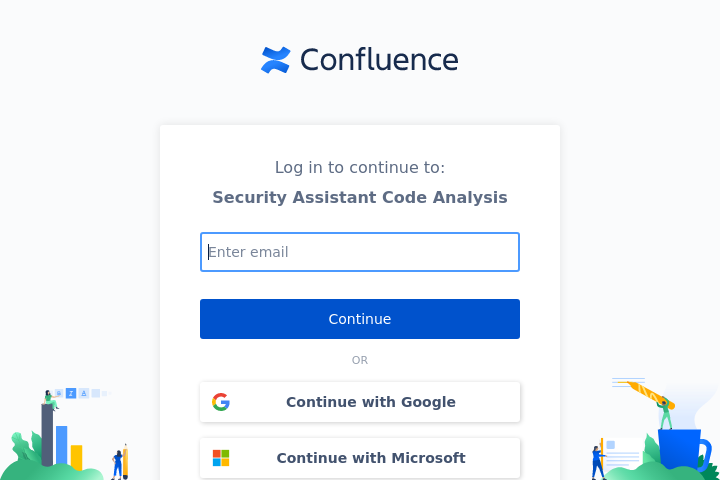 Confluence
Log in to continue to:
Security Assistant Code Analysis
Enter email
Continue
OR
Continue with Google
Continue with Microsoft